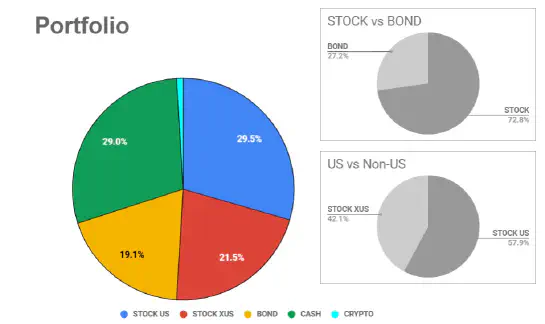 Portfolio
29.0%
29.5%
19.1%
21.5%
STOCK US STOCK XUS BOND CASH CRYPTO
STOCK vs BOND
BOND
27.2%
STOCK
72.8%
US vs Non-US
STOCK XUS
42.1%
STOCK US
57.9%